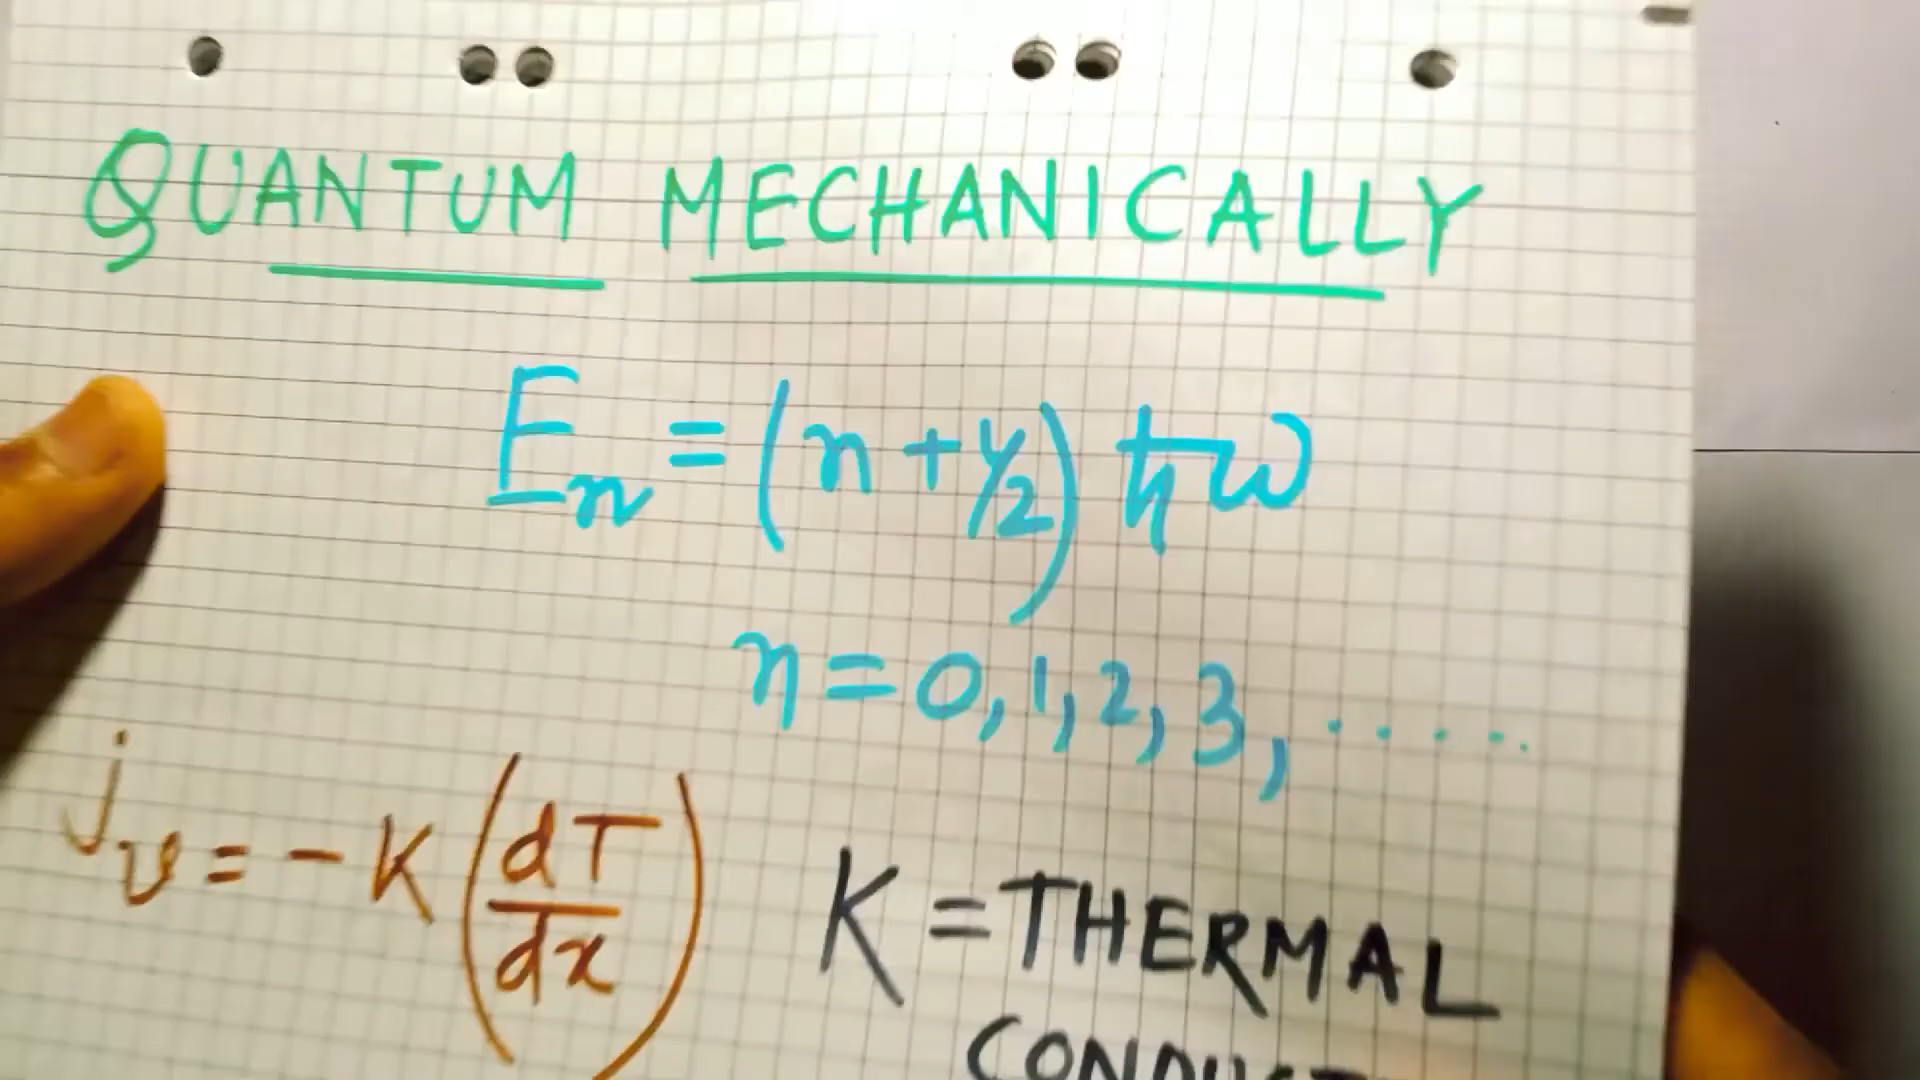 QUANTUM MECHANICALLY
Eₙ = (n + 1/2) ħω
n = 0, 1, 2, 3, .....
jᵤ = - K (dT/dx)
K = THERMAL